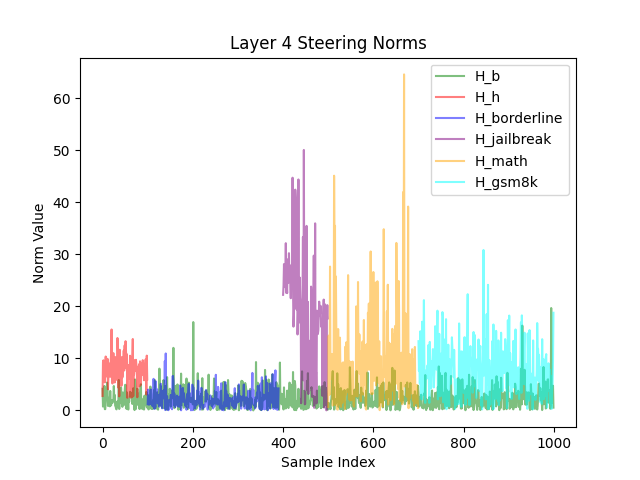 Layer 4 Steering Norms
H_b
H_h
H_borderline
H_jailbreak
H_math
H_gsm8k
Norm Value
60
50
40
30
20
10
0
0 200 400 600 800 1000
Sample Index